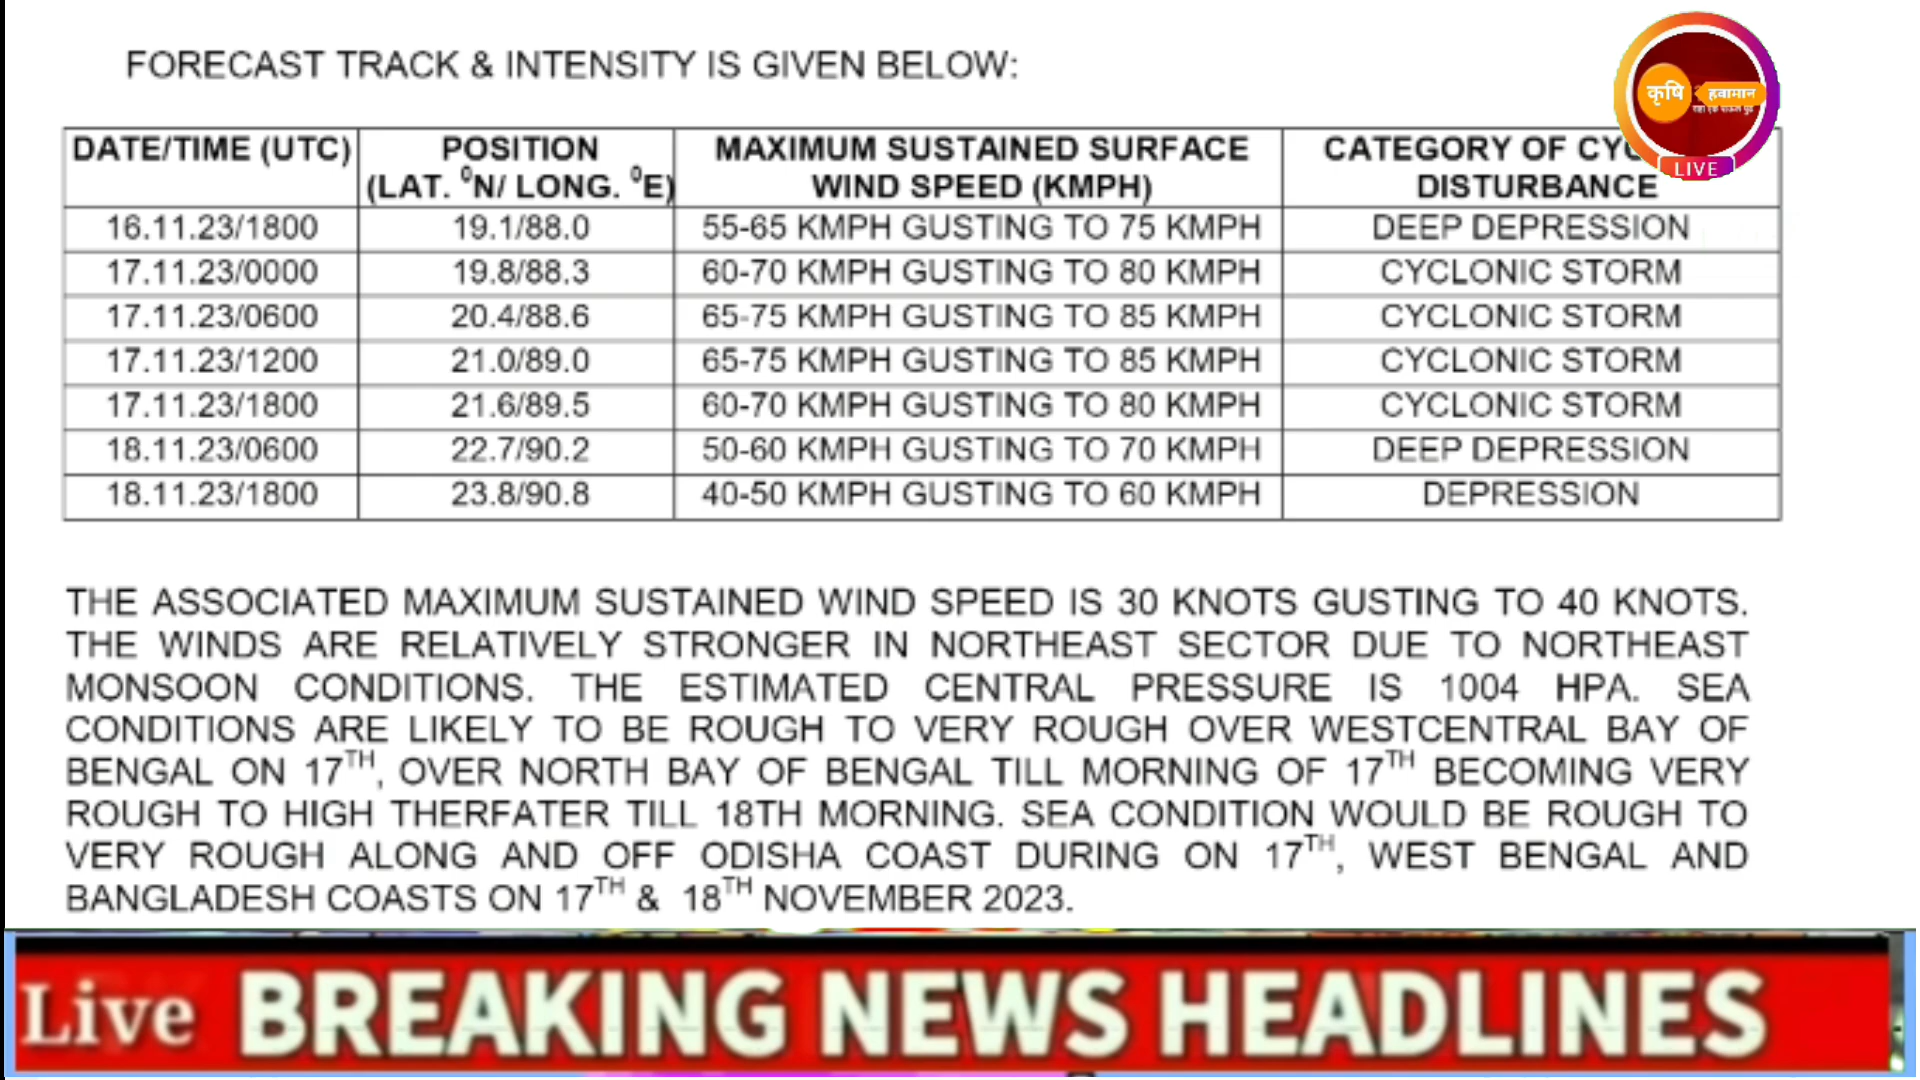 FORECAST TRACK & INTENSITY IS GIVEN BELOW:
कृषि हवामान
LIVE
DATE/TIME (UTC) POSITION (LAT. ⁰N/ LONG. ⁰E) MAXIMUM SUSTAINED SURFACE WIND SPEED (KMPH) CATEGORY OF DISTURBANCE
16.11.23/1800 19.1/88.0 55-65 KMPH GUSTING TO 75 KMPH DEEP DEPRESSION
17.11.23/0000 19.8/88.3 60-70 KMPH GUSTING TO 80 KMPH CYCLONIC STORM
17.11.23/0600 20.4/88.6 65-75 KMPH GUSTING TO 85 KMPH CYCLONIC STORM
17.11.23/1200 21.0/89.0 65-75 KMPH GUSTING TO 85 KMPH CYCLONIC STORM
17.11.23/1800 21.6/89.5 60-70 KMPH GUSTING TO 80 KMPH CYCLONIC STORM
18.11.23/0600 22.7/90.2 50-60 KMPH GUSTING TO 70 KMPH DEEP DEPRESSION
18.11.23/1800 23.8/90.8 40-50 KMPH GUSTING TO 60 KMPH DEPRESSION
THE ASSOCIATED MAXIMUM SUSTAINED WIND SPEED IS 30 KNOTS GUSTING TO 40 KNOTS.
THE WINDS ARE RELATIVELY STRONGER IN NORTHEAST SECTOR DUE TO NORTHEAST
MONSOON CONDITIONS. THE ESTIMATED CENTRAL PRESSURE IS 1004 HPA. SEA
CONDITIONS ARE LIKELY TO BE ROUGH TO VERY ROUGH OVER WESTCENTRAL BAY OF
BENGAL ON 17TH, OVER NORTH BAY OF BENGAL TILL MORNING OF 17TH BECOMING VERY
ROUGH TO HIGH THERFATER TILL 18TH MORNING. SEA CONDITION WOULD BE ROUGH TO
VERY ROUGH ALONG AND OFF ODISHA COAST DURING ON 17TH, WEST BENGAL AND
BANGLADESH COASTS ON 17TH & 18TH NOVEMBER 2023.
Live BREAKING NEWS HEADLINES